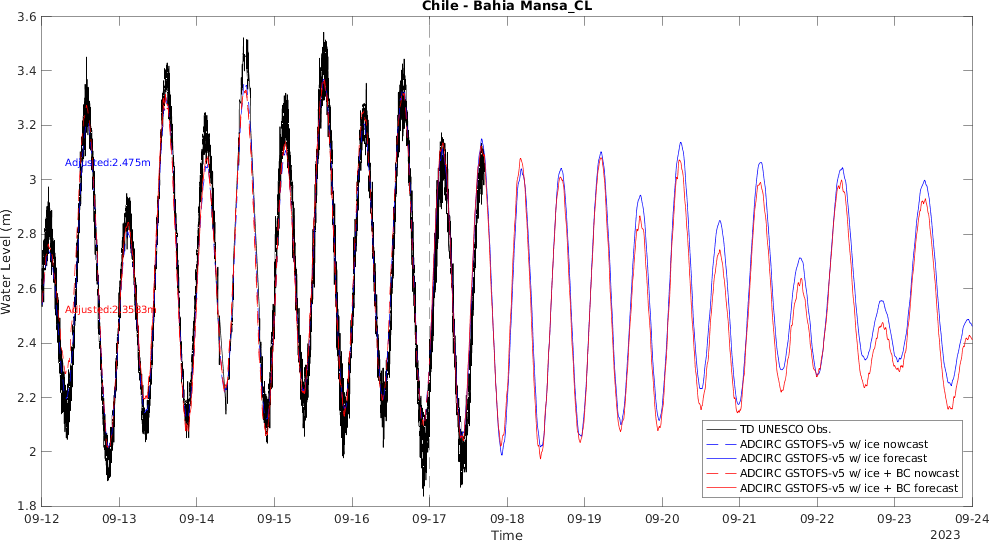 Chile - Bahia Mansa_CL
3.6
3.4
3.2
3
2.8
2.6
2.4
2.2
2
1.8
Water Level (m)
Adjusted:2.475m
Adjusted:2.3583m
TD UNESCO Obs.
ADCIRC GSTOFS-v5 w/ ice nowcast
ADCIRC GSTOFS-v5 w/ ice forecast
ADCIRC GSTOFS-v5 w/ ice + BC nowcast
ADCIRC GSTOFS-v5 w/ ice + BC forecast
09-12 09-13 09-14 09-15 09-16 09-17 09-18 09-19 09-20 09-21 09-22 09-23 09-24
Time
2023